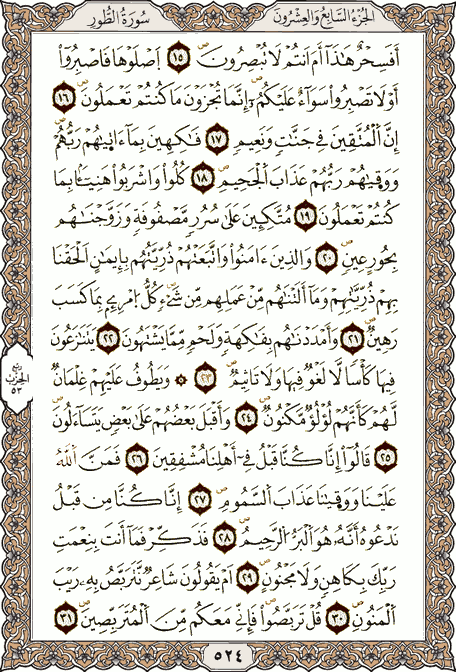 الجزء السابع والعشرون سورة الطور
أَفَسِحْرٌ هَٰذَآ أَمْ أَنتُمْ لَا تُبْصِرُونَ ١٥ ٱصْلَوْهَا فَٱصْبِرُوٓا۟
أَوْ لَا تَصْبِرُوا۟ سَوَآءٌ عَلَيْكُمْ إِنَّمَا تُجْزَوْنَ مَا كُنتُمْ تَعْمَلُونَ ١٦
إِنَّ ٱلْمُتَّقِينَ فِى جَنَّٰتٍ وَنَعِيمٍ ١٧ فَٰكِهِينَ بِمَآ ءَاتَىٰهُمْ رَبُّهُمْ
وَوَقَىٰهُمْ رَبُّهُمْ عَذَابَ ٱلْجَحِيمِ ١٨ كُلُوا۟ وَٱشْرَبُوا۟ هَنِيٓـًٔۢا بِمَا
كُنتُمْ تَعْمَلُونَ ١٩ مُتَّكِـِٔينَ عَلَىٰ سُرُرٍ مَّصْفُوفَةٍ وَزَوَّجْنَٰهُم
بِحُورٍ عِينٍ ٢٠ وَٱلَّذِينَ ءَامَنُوا۟ وَٱتَّبَعَتْهُمْ ذُرِّيَّتُهُم بِإِيمَٰنٍ أَلْحَقْنَا
بِهِمْ ذُرِّيَّتَهُمْ وَمَآ أَلَتْنَٰهُم مِّنْ عَمَلِهِم مِّن شَىْءٍ كُلُّ ٱمْرِئٍۭ بِمَا كَسَبَ
رَهِينٌ ٢١ وَأَمْدَدْنَٰهُم بِفَٰكِهَةٍ وَلَحْمٍ مِّمَّا يَشْتَهُونَ ٢٢ يَتَنَٰزَعُونَ
فِيهَا كَأْسًا لَّا لَغْوٌ فِيهَا وَلَا تَأْثِيمٌ ٢٣ ۞ وَيَطُوفُ عَلَيْهِمْ غِلْمَانٌ
لَّهُمْ كَأَنَّهُمْ لُؤْلُؤٌ مَّكْنُونٌ ٢٤ وَأَقْبَلَ بَعْضُهُمْ عَلَىٰ بَعْضٍ يَتَسَآءَلُونَ
٢٥ قَالُوٓا۟ إِنَّا كُنَّا قَبْلُ فِىٓ أَهْلِنَا مُشْفِقِينَ ٢٦ فَمَنَّ ٱللَّهُ
عَلَيْنَا وَوَقَىٰنَا عَذَابَ ٱلسَّمُومِ ٢٧ إِنَّا كُنَّا مِن قَبْلُ
نَدْعُوهُ إِنَّهُۥ هُوَ ٱلْبَرُّ ٱلرَّحِيمُ ٢٨ فَذَكِّرْ فَمَآ أَنتَ بِنِعْمَتِ
رَبِّكَ بِكَاهِنٍ وَلَا مَجْنُونٍ ٢٩ أَمْ يَقُولُونَ شَاعِرٌ نَّتَرَبَّصُ بِهِۦ رَيْبَ
ٱلْمَنُونِ ٣٠ قُلْ تَرَبَّصُوا۟ فَإِنِّى مَعَكُم مِّنَ ٱلْمُتَرَبِّصِينَ ٣١
ربع
الحزب
٥٣
٥٢٤